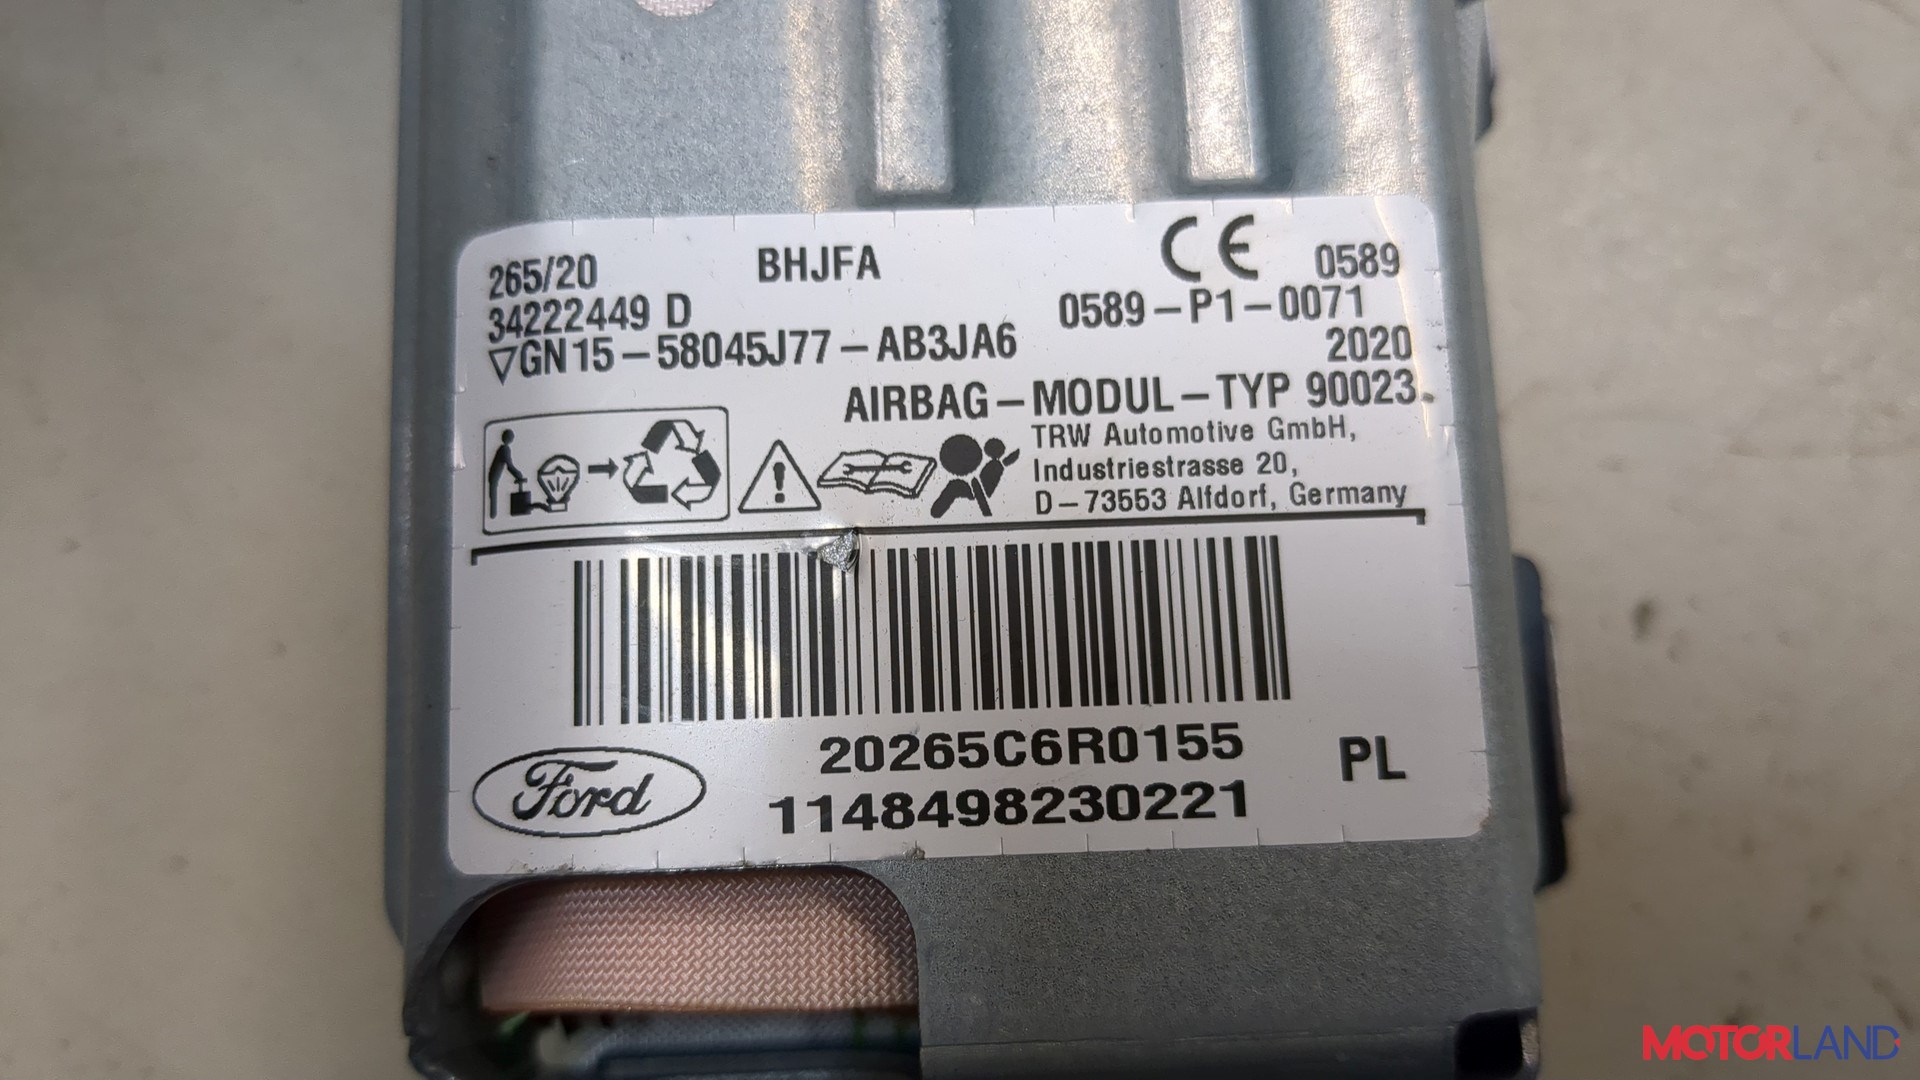 265/20
BHJFA
CE 0589
34222449 D
0589-P1-0071
▽GN15-58045J77-AB3JA6
2020
AIRBAG-MODUL-TYP 90023.
TRW Automotive GmbH,
Industriestrasse 20,
D-73553 Alfdorf, Germany
20265C6R0155
PL
Ford
1148498230221
MOTORLAND